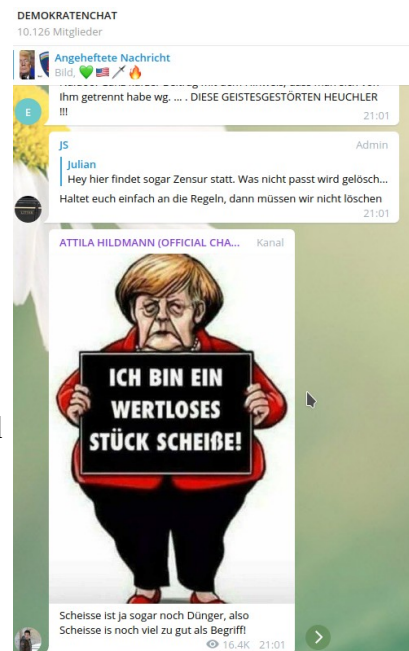 DEMOKRATENCHAT
10.126 Mitglieder
Angeheftete Nachricht
Bild, 💚🇺🇸🗡🔥
Ihm getrennt habe wg. ... . DIESE GEISTESGESTÖRTEN HEUCHLER
!!!
21:01
E
JS Admin
Julian
Hey hier findet sogar Zensur statt. Was nicht passt wird gelösch...
Haltet euch einfach an die Regeln, dann müssen wir nicht löschen
21:01
ATTILA HILDMANN (OFFICIAL CHA... Kanal
ICH BIN EIN
WERTLOSES
STÜCK SCHEIßE!
Scheisse ist ja sogar noch Dünger, also
Scheisse is noch viel zu gut als Begriff!
16.4K 21:01